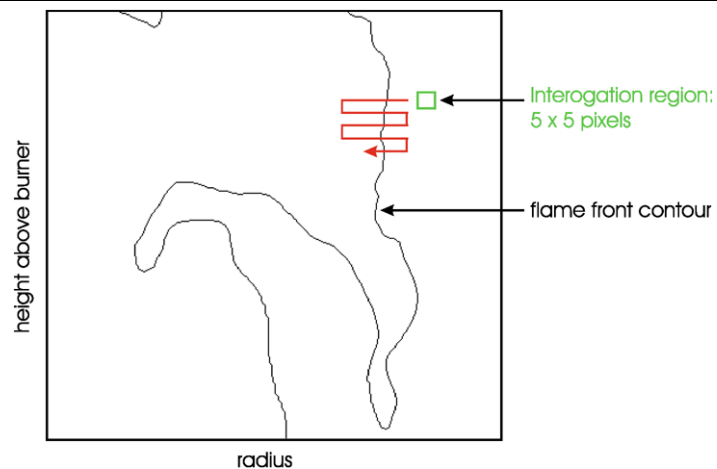 Interogation region:
5 x 5 pixels
flame front contour
height above burner
radius